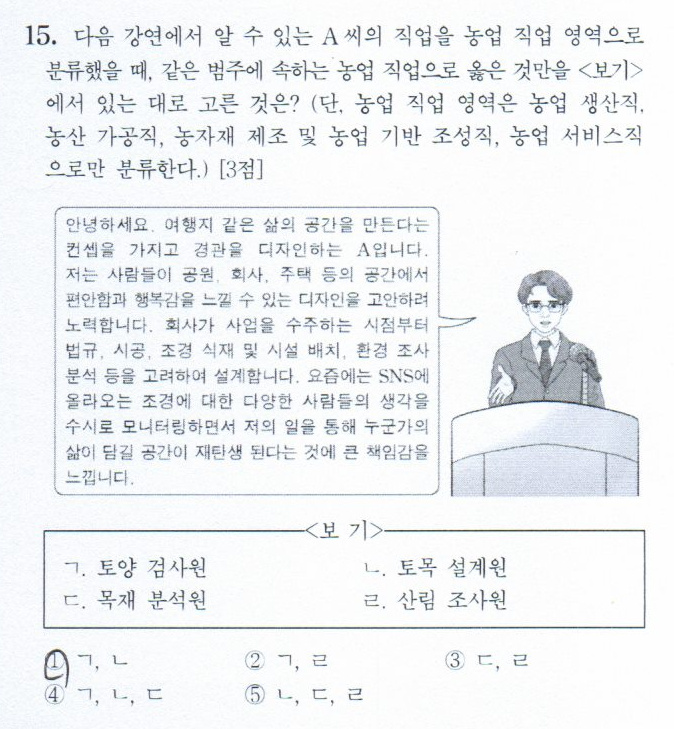 15. 다음 강연에서 알 수 있는 A 씨의 직업을 농업 직업 영역으로
분류했을 때, 같은 범주에 속하는 농업 직업으로 옳은 것만을 <보기>
에서 있는 대로 고른 것은? (단, 농업 직업 영역은 농업 생산직,
농산 가공직, 농자재 제조 및 농업 기반 조성직, 농업 서비스직
으로만 분류한다.) [3점]
안녕하세요. 여행지 같은 삶의 공간을 만든다는
컨셉을 가지고 경관을 디자인하는 A입니다.
저는 사람들이 공원, 회사, 주택 등의 공간에서
편안함과 행복감을 느낄 수 있는 디자인을 고안하려
노력합니다. 회사가 사업을 수주하는 시점부터
법규, 시공, 조경 식재 및 시설 배치, 환경 조사
분석 등을 고려하여 설계합니다. 요즘에는 SNS에
올라오는 조경에 대한 다양한 사람들의 생각을
수시로 모니터링하면서 저의 일을 통해 누군가의
삶이 담길 공간이 재탄생 된다는 것에 큰 책임감을
느낍니다.
<보 기>
ㄱ. 토양 검사원 ㄴ. 토목 설계원
ㄷ. 목재 분석원 ㄹ. 산림 조사원
① ㄱ, ㄴ ② ㄱ, ㄹ ③ ㄷ, ㄹ
④ ㄱ, ㄴ, ㄷ ⑤ ㄴ, ㄷ, ㄹ